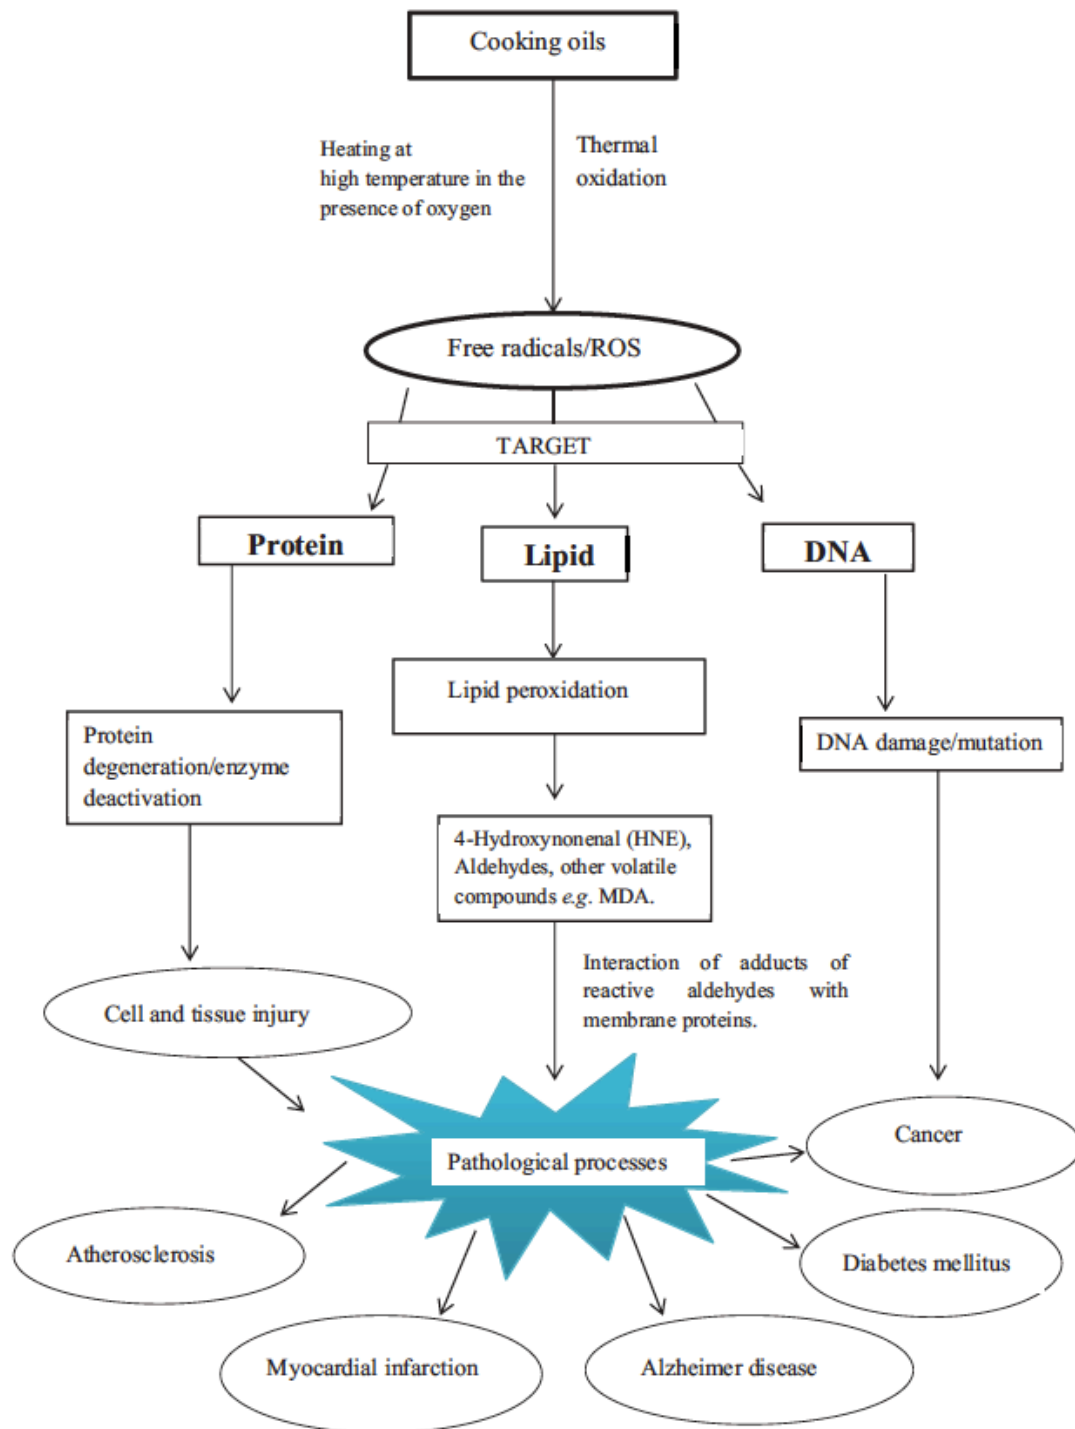 Cooking oils
Heating at
high temperature in the
presence of oxygen
Thermal
oxidation
Free radicals/ROS
TARGET
Protein
Lipid
DNA
Lipid peroxidation
Protein
degeneration/enzyme
deactivation
DNA damage/mutation
4-Hydroxynonenal (HNE),
Aldehydes, other volatile
compounds e.g. MDA.
Interaction of adducts of
reactive aldehydes with
membrane proteins.
Cell and tissue injury
Pathological processes
Cancer
Atherosclerosis
Diabetes mellitus
Myocardial infarction
Alzheimer disease